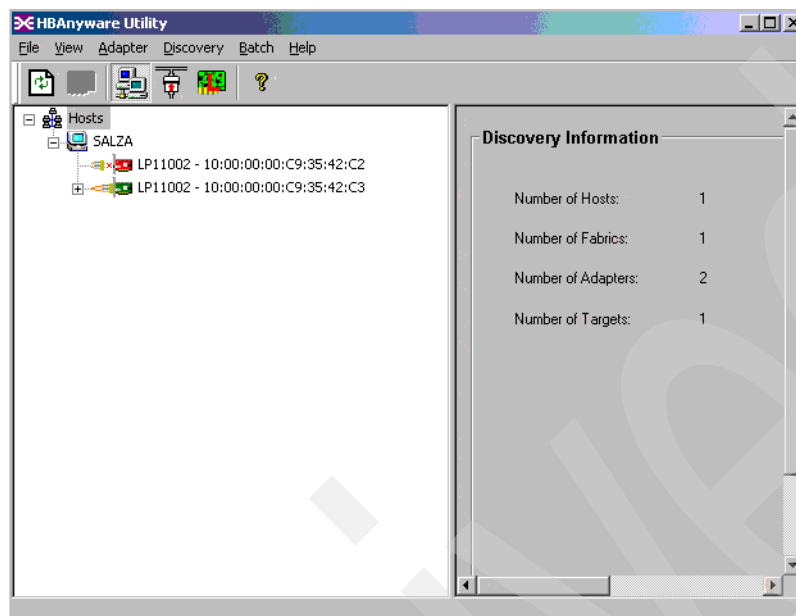 HBAnyware Utility
File View Adapter Discovery Batch Help
Hosts
SALZA
LP11002 - 10:00:00:00:C9:35:42:C2
LP11002 - 10:00:00:00:C9:35:42:C3
Discovery Information
Number of Hosts: 1
Number of Fabrics: 1
Number of Adapters: 2
Number of Targets: 1